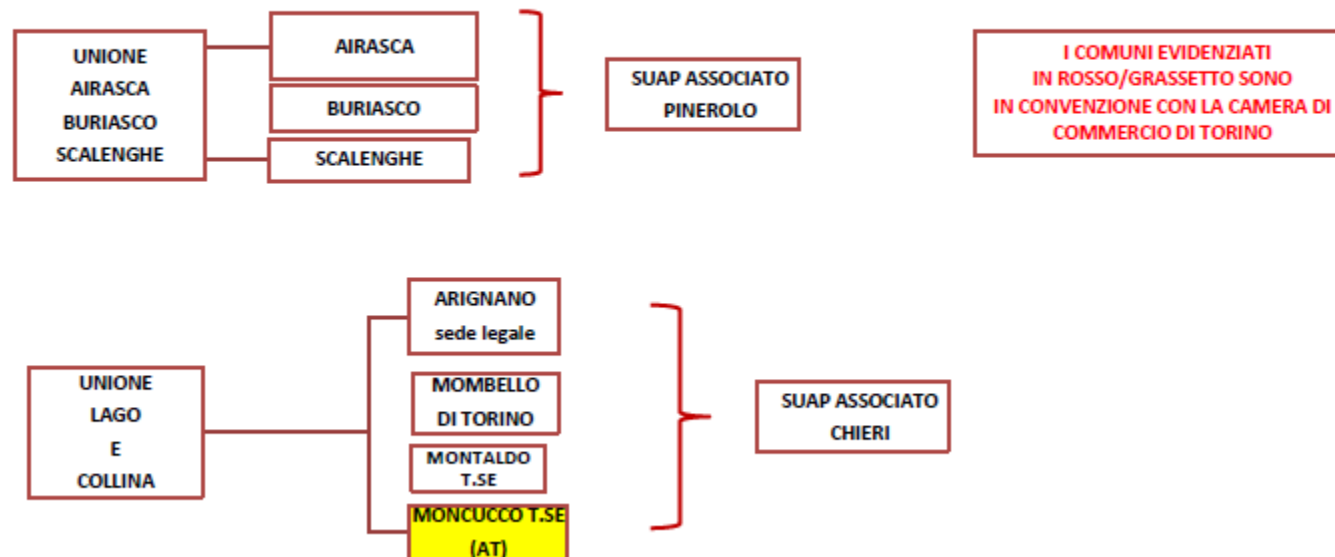 UNIONE
AIRASCA
BURIASCO
SCALENGHE
AIRASCA
BURIASCO
SCALENGHE
SUAP ASSOCIATO
PINEROLO
I COMUNI EVIDENZIATI
IN ROSSO/GRASSETTO SONO
IN CONVENZIONE CON LA CAMERA DI
COMMERCIO DI TORINO
UNIONE
LAGO
E
COLLINA
ARIGNANO
sede legale
MOMBELLO
DI TORINO
MONTALDO
T.SE
MONCUCCO T.SE
(AT)
SUAP ASSOCIATO
CHIERI